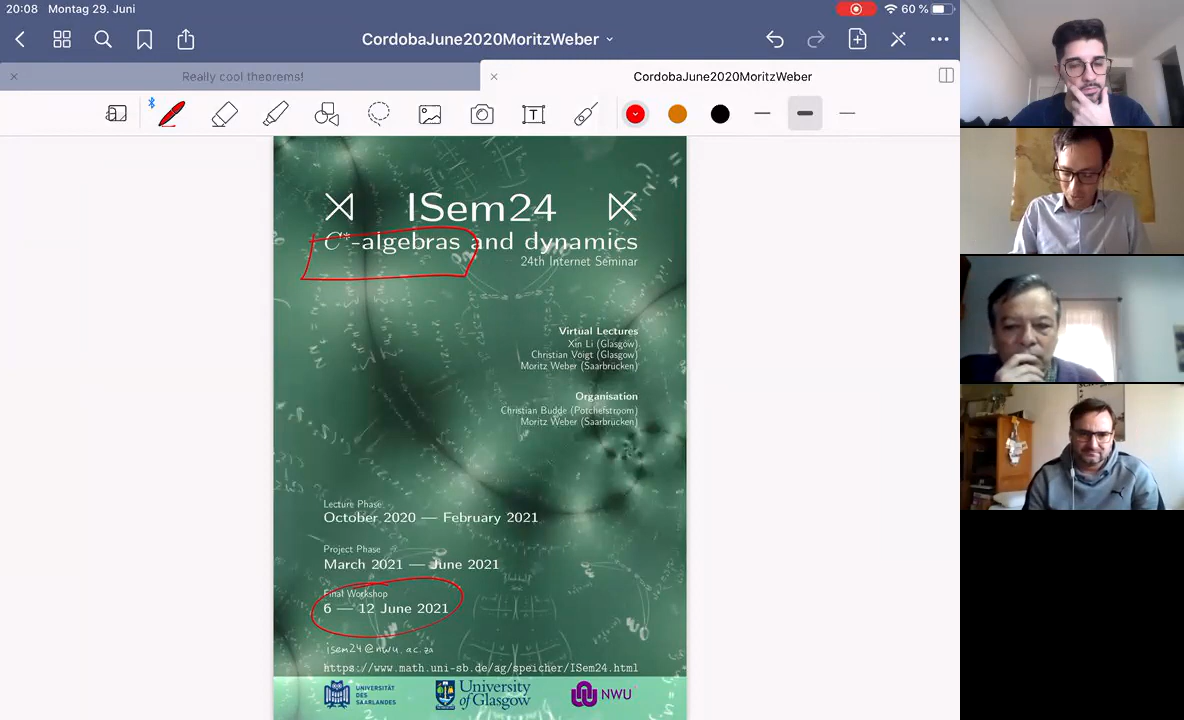 20:08 Montag 29. Juni
60 %
CordobaJune2020MoritzWeber
Really cool theorems!
CordobaJune2020MoritzWeber
T
ISem24
C*-algebras and dynamics
24th Internet Seminar
Virtual Lectures
Xin Li (Glasgow)
Christian Voigt (Glasgow)
Moritz Weber (Saarbrücken)
Organisation
Christian Budde (Potchefstroom)
Moritz Weber (Saarbrücken)
Lecture Phase
October 2020 — February 2021
Project Phase
March 2021 — June 2021
Final Workshop
6 — 12 June 2021
isem24@nwu.ac.za
https://www.math.uni-sb.de/ag/speicher/ISem24.html
UNIVERSITÄT
DES
SAARLANDES
University
of Glasgow
NWU